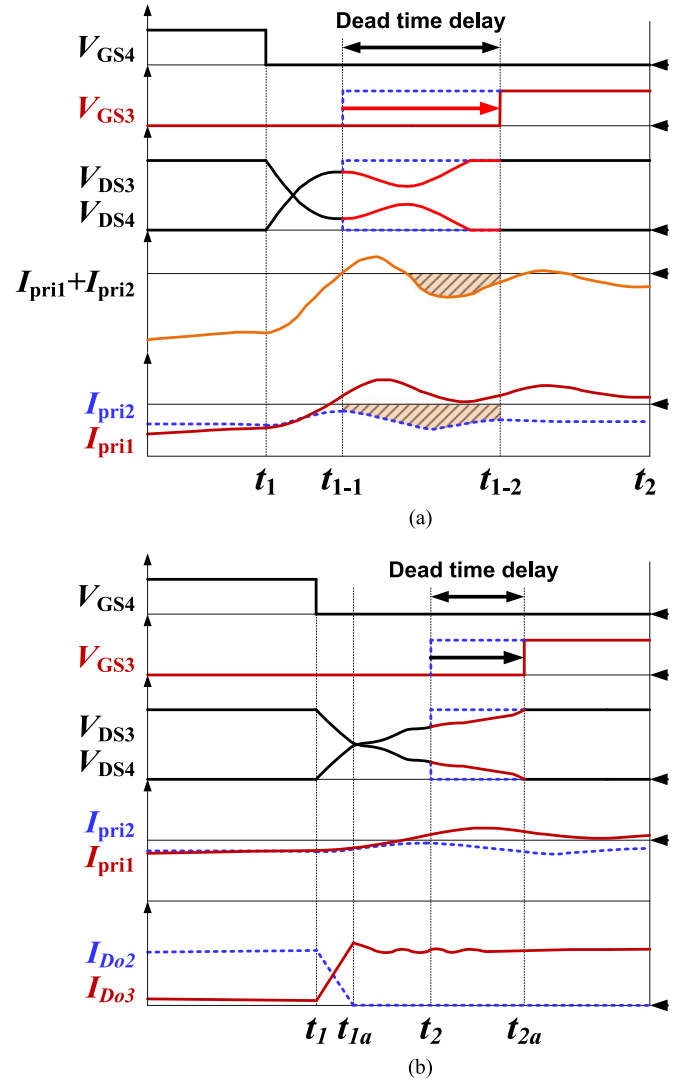 Dead time delay
VGS4
VGS3
VDS3
VDS4
Ipri1+Ipri2
Ipri2
Ipri1
t1 t1-1 t1-2 t2
(a)
Dead time delay
VGS4
VGS3
VDS3
VDS4
Ipri2
Ipri1
IDo2
IDo3
t1 t1a t2 t2a
(b)